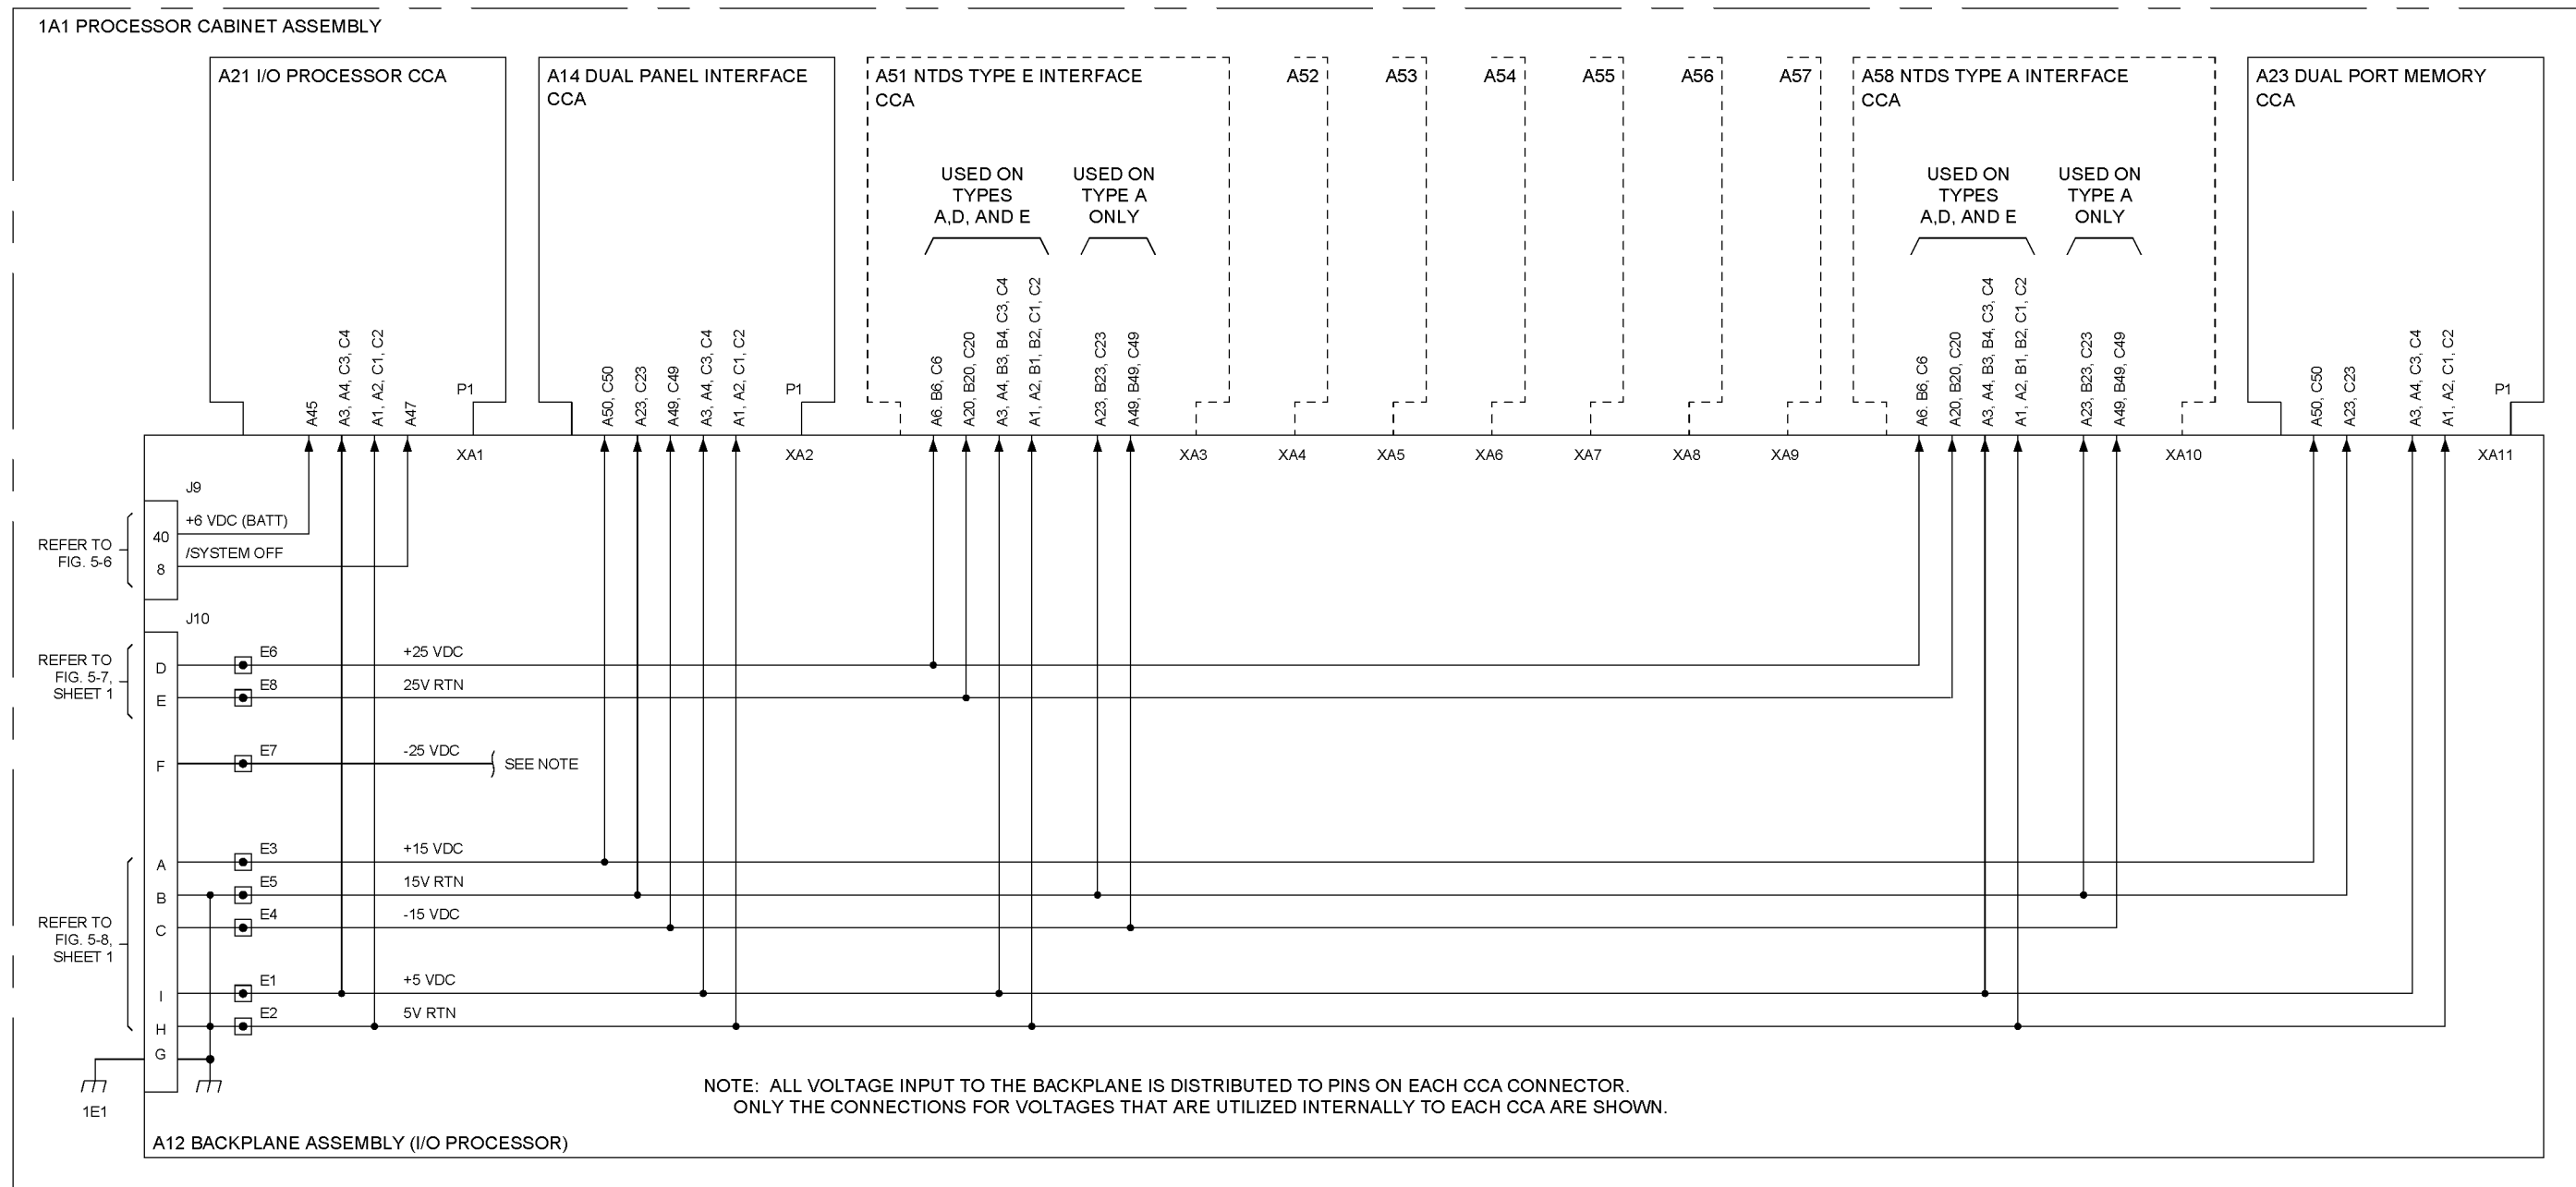 1A1 PROCESSOR CABINET ASSEMBLY
A21 I/O PROCESSOR CCA
A14 DUAL PANEL INTERFACE
CCA
A51 NTDS TYPE E INTERFACE
CCA
A52
A53
A54
A55
A56
A57
A58 NTDS TYPE A INTERFACE
CCA
A23 DUAL PORT MEMORY
CCA
USED ON
TYPES
A,D, AND E
USED ON
TYPE A
ONLY
USED ON
TYPES
A,D, AND E
USED ON
TYPE A
ONLY
A45
A3, A4, C3, C4
A1, A2, C1, C2
A47
P1
A50, C50
A23, C23
A49, C49
A3, A4, C3, C4
A1, A2, C1, C2
P1
A6. B6, C6
A20, B20, C20
A3, A4, B3, B4, C3, C4
A1, A2, B1, B2, C1, C2
A23, B23, C23
A49, B49, C49
A6. B6, C6
A20, B20, C20
A3, A4, B3, B4, C3, C4
A1, A2, B1, B2, C1, C2
A23, B23, C23
A49, B49, C49
A50, C50
A23, C23
A3, A4, C3, C4
A1, A2, C1, C2
P1
XA1
XA2
XA3
XA4
XA5
XA6
XA7
XA8
XA9
XA10
XA11
J9
REFER TO
FIG. 5-6
40
+6 VDC (BATT)
8
/SYSTEM OFF
J10
REFER TO
FIG. 5-7,
SHEET 1
D
E6
+25 VDC
E
E8
25V RTN
F
E7
-25 VDC
SEE NOTE
REFER TO
FIG. 5-8,
SHEET 1
A
E3
+15 VDC
B
E5
15V RTN
C
E4
-15 VDC
I
E1
+5 VDC
H
E2
5V RTN
G
1E1
NOTE: ALL VOLTAGE INPUT TO THE BACKPLANE IS DISTRIBUTED TO PINS ON EACH CCA CONNECTOR.
ONLY THE CONNECTIONS FOR VOLTAGES THAT ARE UTILIZED INTERNALLY TO EACH CCA ARE SHOWN.
A12 BACKPLANE ASSEMBLY (I/O PROCESSOR)